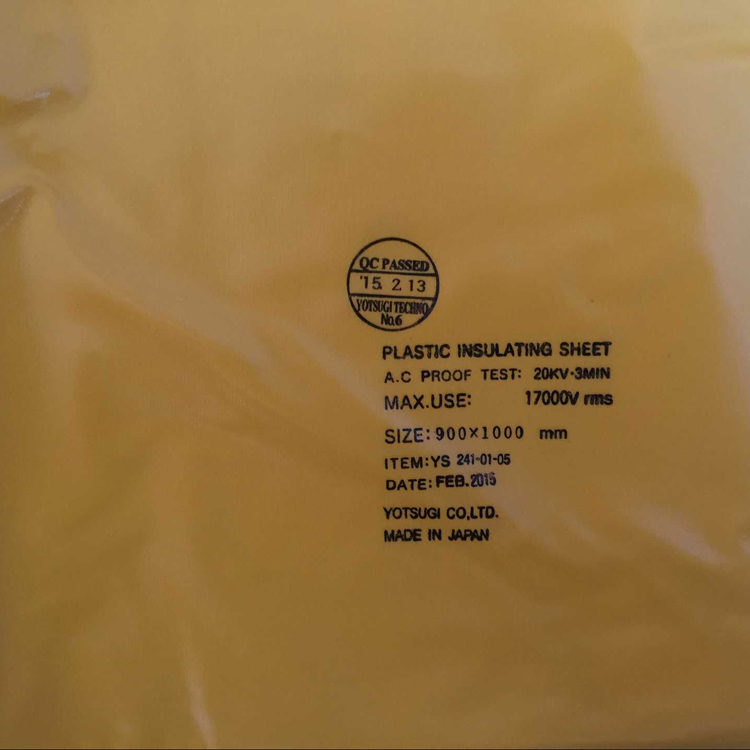 QC PASSED
'15. 2. 13
YOTSUGI TECHNO
No.6
PLASTIC INSULATING SHEET
A.C PROOF TEST: 20KV·3MIN
MAX.USE: 17000V rms
SIZE: 900×1000 mm
ITEM:YS 241-01-05
DATE: FEB.2015
YOTSUGI CO,LTD.
MADE IN JAPAN